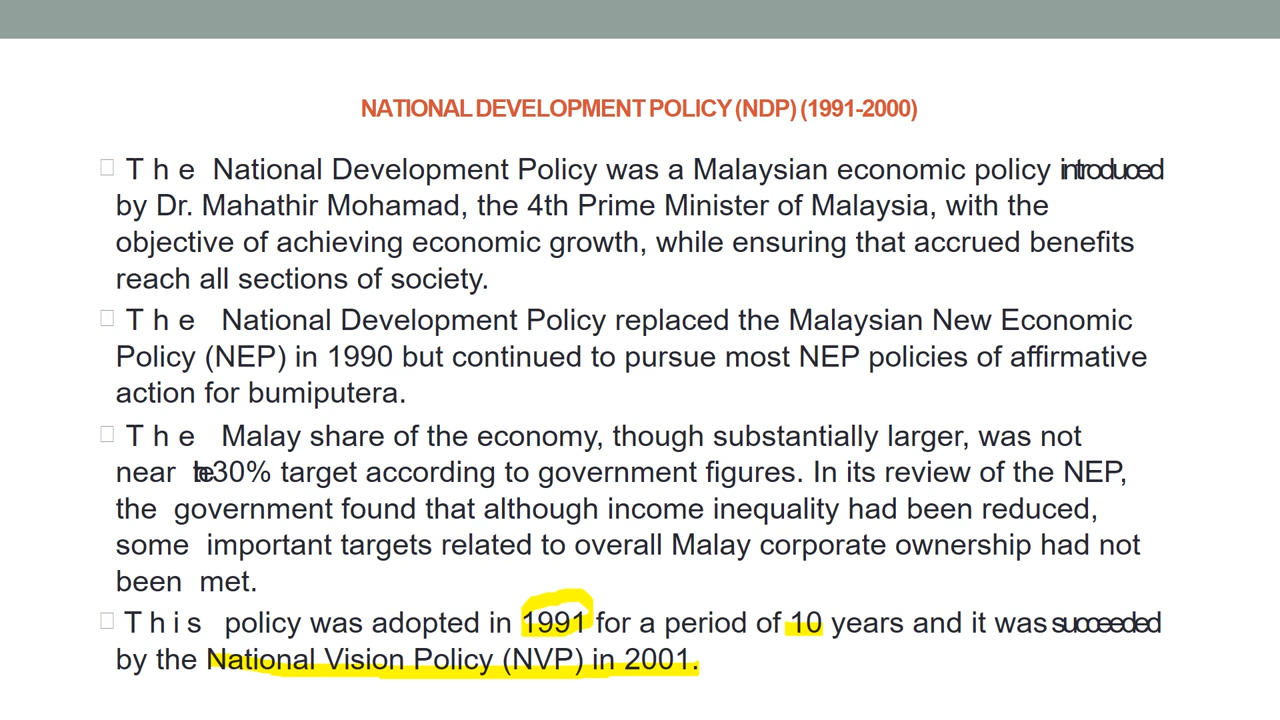 NATIONAL DEVELOPMENT POLICY (NDP) (1991-2000)
The National Development Policy was a Malaysian economic policy introduced
by Dr. Mahathir Mohamad, the 4th Prime Minister of Malaysia, with the
objective of achieving economic growth, while ensuring that accrued benefits
reach all sections of society.
The National Development Policy replaced the Malaysian New Economic
Policy (NEP) in 1990 but continued to pursue most NEP policies of affirmative
action for bumiputera.
The Malay share of the economy, though substantially larger, was not
near the 30% target according to government figures. In its review of the NEP,
the government found that although income inequality had been reduced,
some important targets related to overall Malay corporate ownership had not
been met.
This policy was adopted in 1991 for a period of 10 years and it was succeeded
by the National Vision Policy (NVP) in 2001.